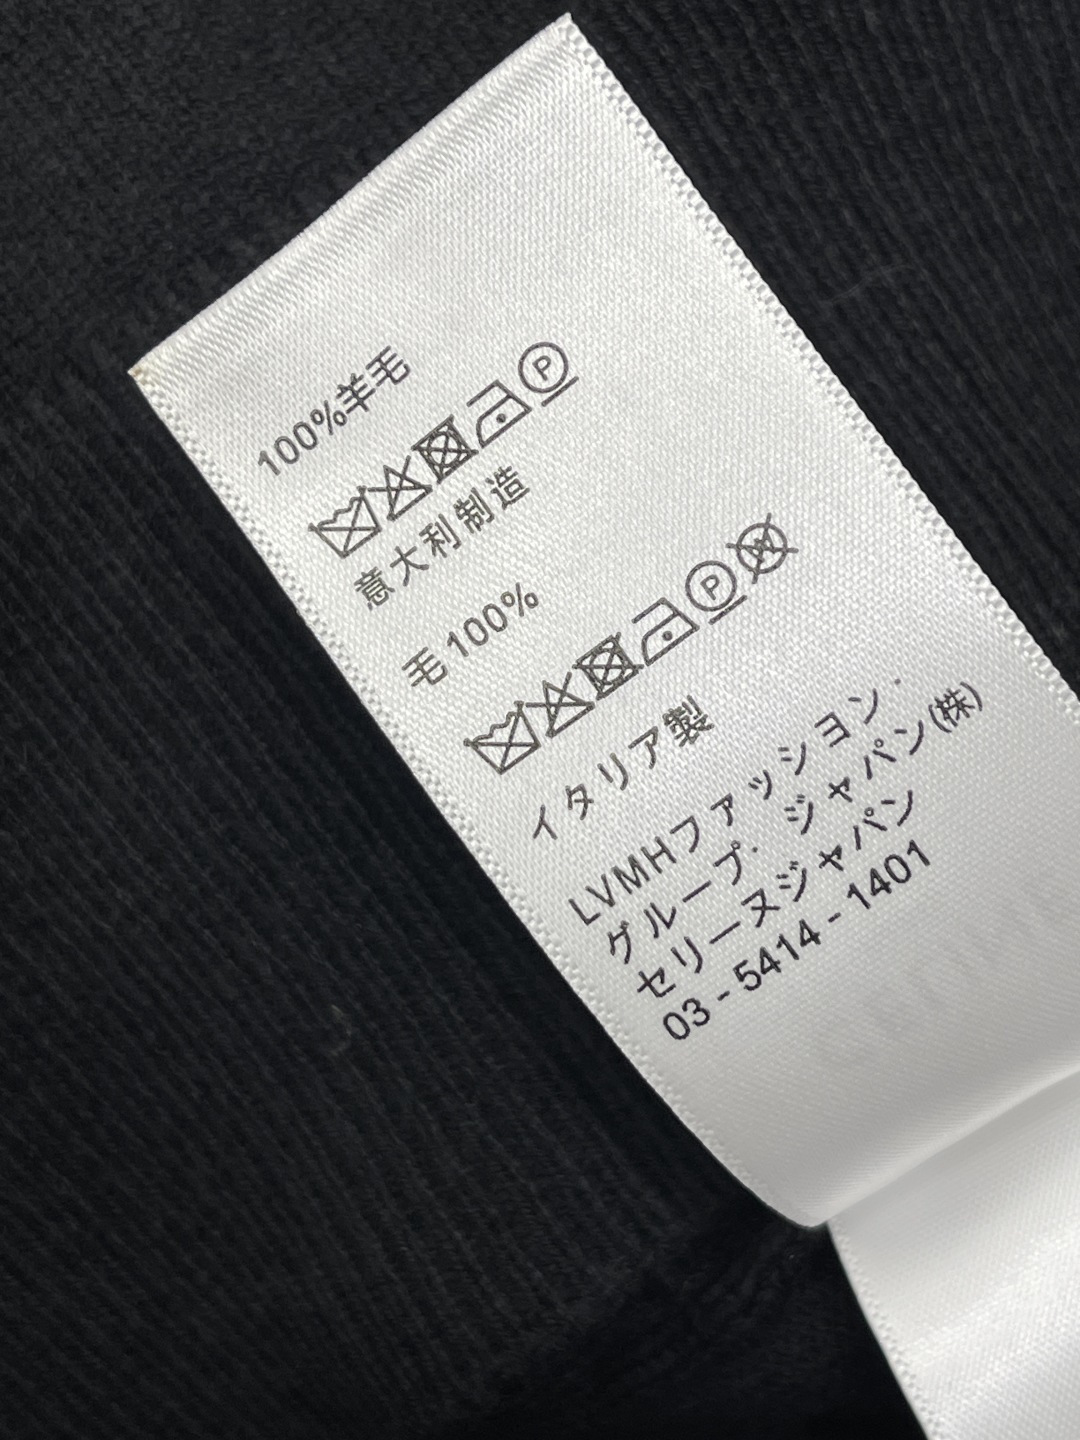 100%羊毛
P
意大利制造
毛 100%
P W
イタリア製
LVMHファッション・
グループ・ジャパン(株)
セリーヌジャパン
03 - 5414 - 1401